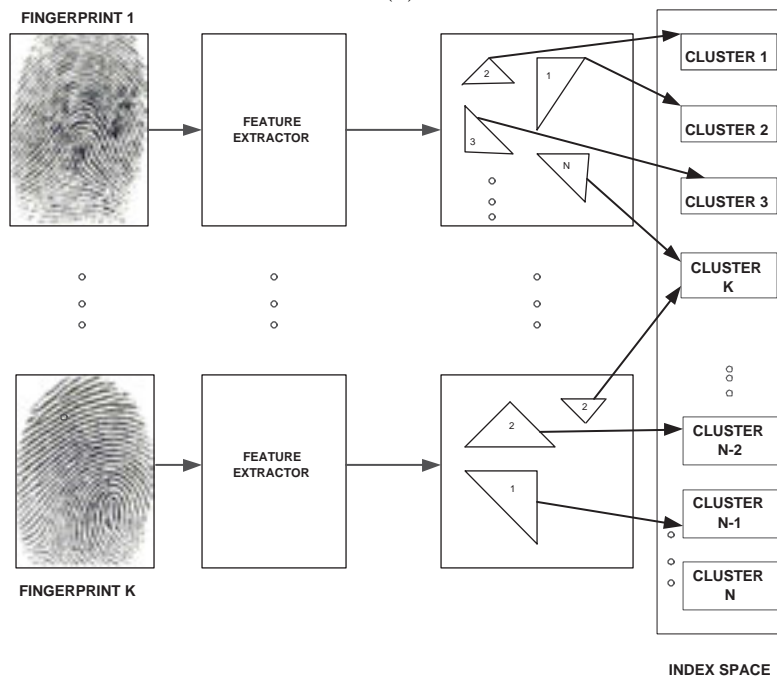 FINGERPRINT 1
FEATURE
EXTRACTOR
2
1
3
N
CLUSTER 1
CLUSTER 2
CLUSTER 3
CLUSTER
K
FEATURE
EXTRACTOR
2
2
1
CLUSTER
N-2
CLUSTER
N-1
CLUSTER
N
FINGERPRINT K
INDEX SPACE